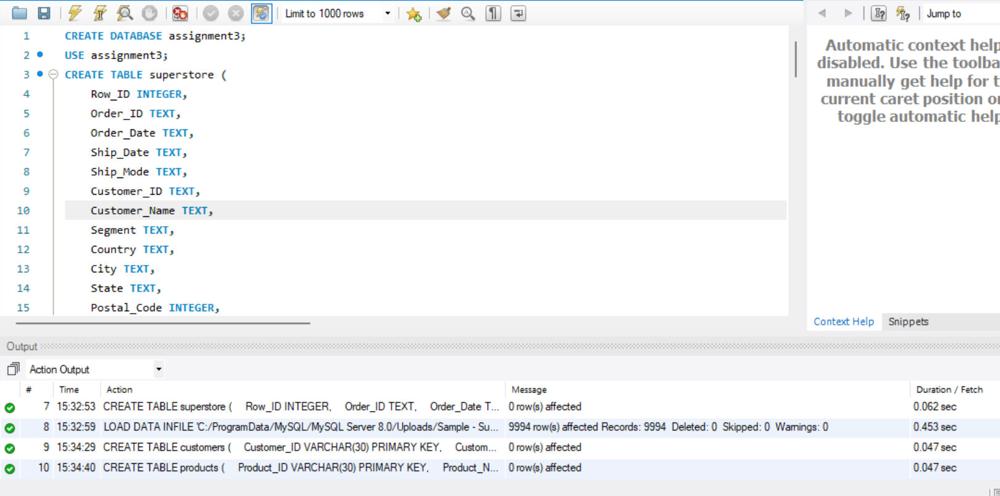 Limit to 1000 rows
Jump to
1 CREATE DATABASE assignment3;
2 USE assignment3;
3 CREATE TABLE superstore (
4 Row_ID INTEGER,
5 Order_ID TEXT,
6 Order_Date TEXT,
7 Ship_Date TEXT,
8 Ship_Mode TEXT,
9 Customer_ID TEXT,
10 Customer_Name TEXT,
11 Segment TEXT,
12 Country TEXT,
13 City TEXT,
14 State TEXT,
15 Postal_Code INTEGER,
Automatic context help
disabled. Use the toolba
manually get help for t
current caret position or
toggle automatic help
Context Help Snippets
Output
Action Output
# Time Action Message Duration / Fetch
7 15:32:53 CREATE TABLE superstore ( Row_ID INTEGER, Order_ID TEXT, Order_Date T... 0 row(s) affected 0.062 sec
8 15:32:59 LOAD DATA INFILE 'C:/ProgramData/MySQL/MySQL Server 8.0/Uploads/Sample - Su... 9994 row(s) affected Records: 9994 Deleted: 0 Skipped: 0 Warnings: 0 0.453 sec
9 15:34:29 CREATE TABLE customers ( Customer_ID VARCHAR(30) PRIMARY KEY, Custom... 0 row(s) affected 0.047 sec
10 15:34:40 CREATE TABLE products ( Product_ID VARCHAR(30) PRIMARY KEY, Product_N... 0 row(s) affected 0.047 sec